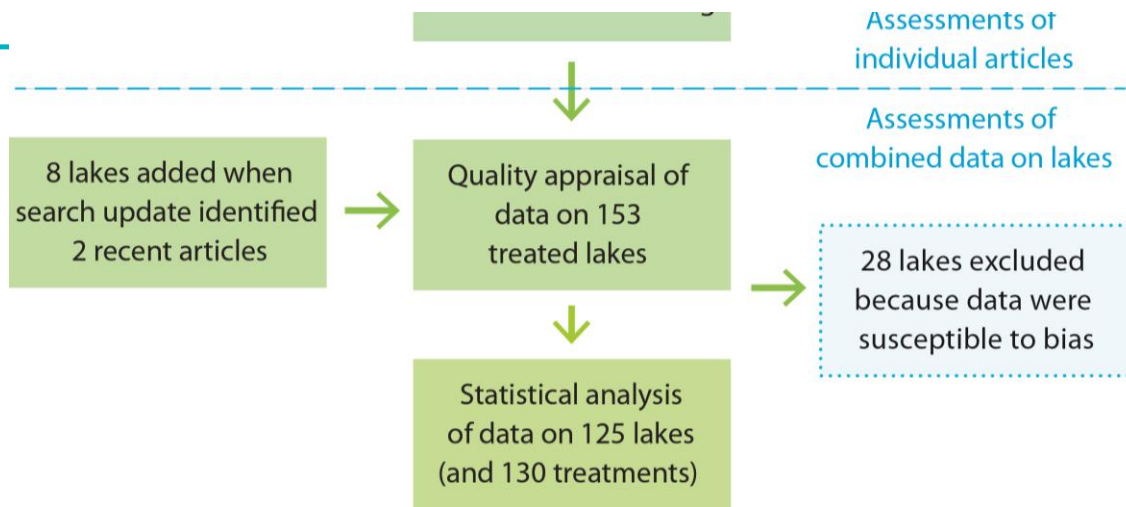 Assessments of
individual articles
Assessments of
combined data on lakes
8 lakes added when
search update identified
2 recent articles
Quality appraisal of
data on 153
treated lakes
28 lakes excluded
because data were
susceptible to bias
Statistical analysis
of data on 125 lakes
(and 130 treatments)